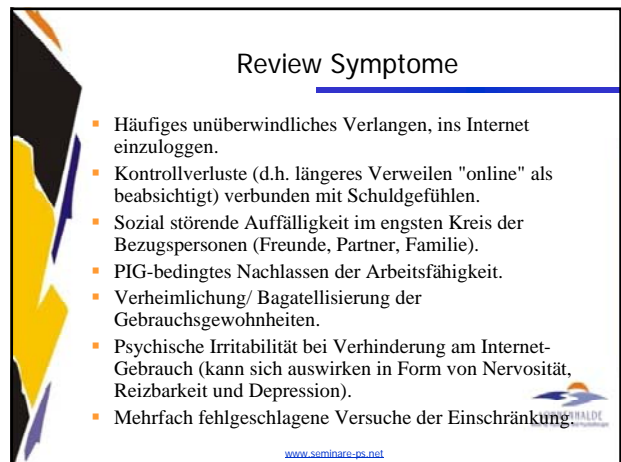 Review Symptome
▪ Häufiges unüberwindliches Verlangen, ins Internet
einzuloggen.
▪ Kontrollverluste (d.h. längeres Verweilen "online" als
beabsichtigt) verbunden mit Schuldgefühlen.
▪ Sozial störende Auffälligkeit im engsten Kreis der
Bezugspersonen (Freunde, Partner, Familie).
▪ PIG-bedingtes Nachlassen der Arbeitsfähigkeit.
▪ Verheimlichung/ Bagatellisierung der
Gebrauchsgewohnheiten.
▪ Psychische Irritabilität bei Verhinderung am Internet-
Gebrauch (kann sich auswirken in Form von Nervosität,
Reizbarkeit und Depression).
▪ Mehrfach fehlgeschlagene Versuche der Einschränkung.
www.seminare-ps.net